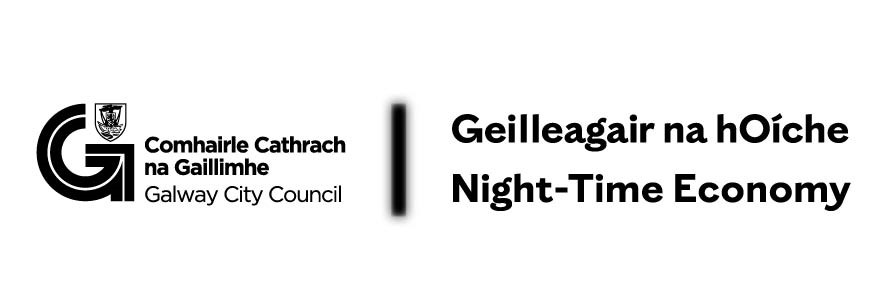 Comhairle Cathrach
na Gaillimhe
Galway City Council
Geilleagair na hOíche
Night-Time Economy